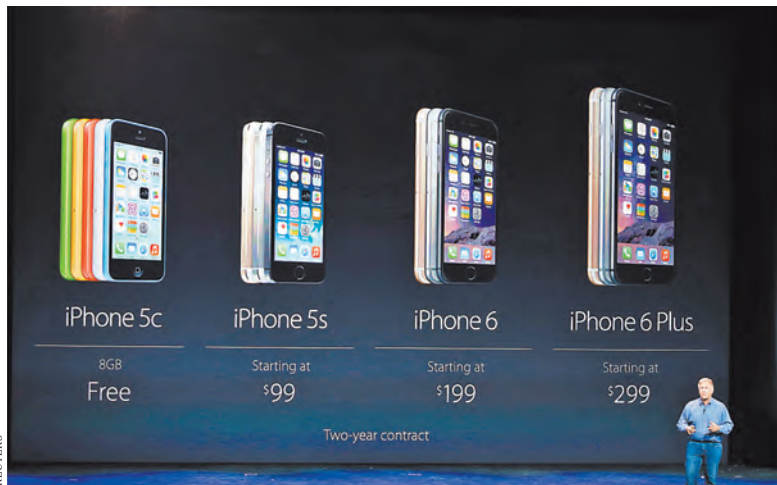 iPhone 5c
iPhone 5s
iPhone 6
iPhone 6 Plus
8GB
Starting at
Starting at
Starting at
Free
$99
$199
$299
Two-year contract
REUTERS